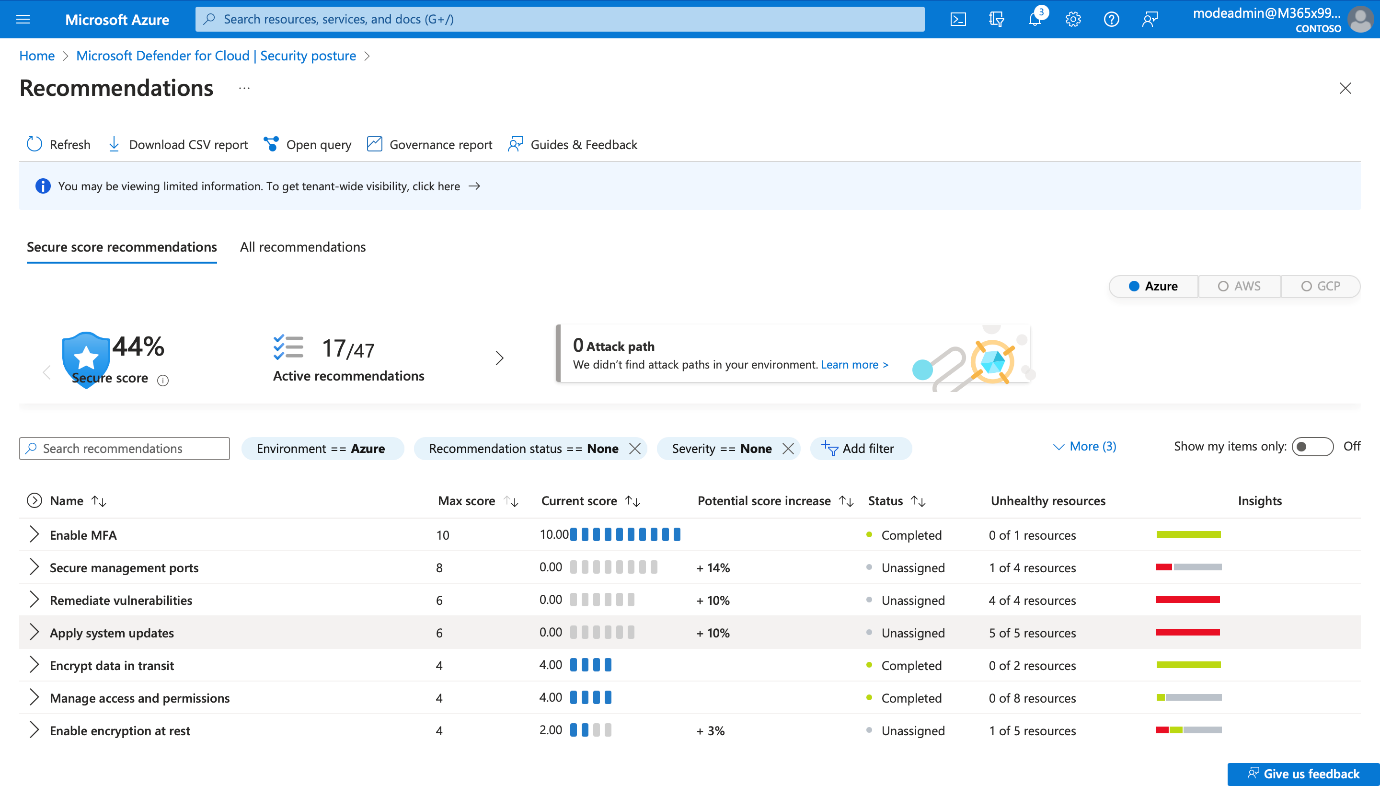 Microsoft Azure
Search resources, services, and docs (G+/)
3
modeadmin@M365x99...
CONTOSO
Home > Microsoft Defender for Cloud | Security posture >
Recommendations ...
Refresh Download CSV report Open query Governance report Guides & Feedback
You may be viewing limited information. To get tenant-wide visibility, click here →
Secure score recommendations All recommendations
Azure AWS GCP
44%
Secure score
17/47
Active recommendations
0 Attack path
We didn't find attack paths in your environment. Learn more >
Search recommendations Environment == Azure Recommendation status == None Severity == None Add filter More (3) Show my items only: Off
Name ↑↓ Max score ↑↓ Current score ↑↓ Potential score increase ↑↓ Status ↑↓ Unhealthy resources Insights
Enable MFA 10 10.00 Completed 0 of 1 resources
Secure management ports 8 0.00 + 14% Unassigned 1 of 4 resources
Remediate vulnerabilities 6 0.00 + 10% Unassigned 4 of 4 resources
Apply system updates 6 0.00 + 10% Unassigned 5 of 5 resources
Encrypt data in transit 4 4.00 Completed 0 of 2 resources
Manage access and permissions 4 4.00 Completed 0 of 8 resources
Enable encryption at rest 4 2.00 + 3% Unassigned 1 of 5 resources
Give us feedback